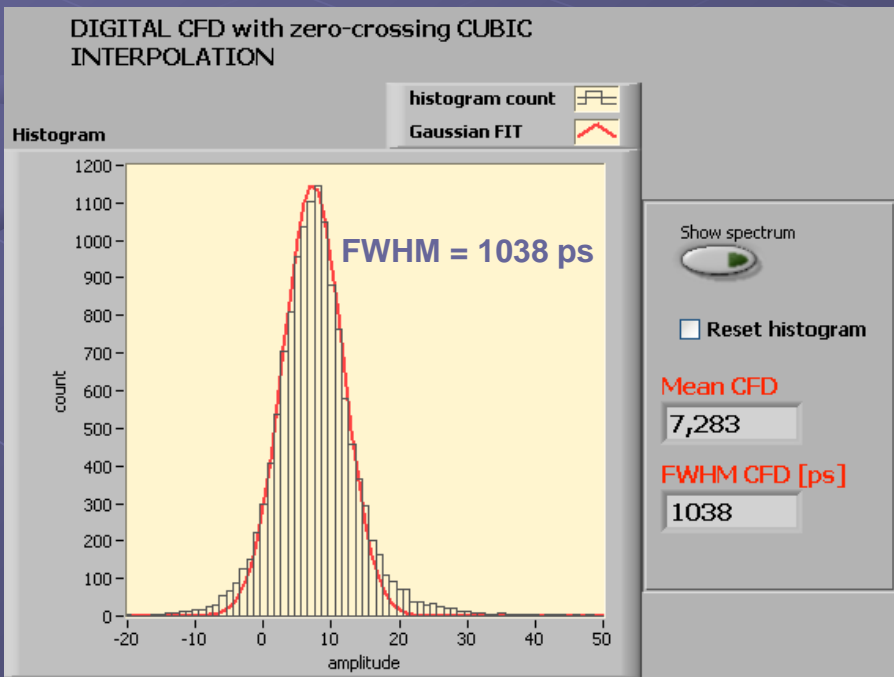 DIGITAL CFD with zero-crossing CUBIC
INTERPOLATION
histogram count
Gaussian FIT
Histogram
1200
1100
1000
900
800
700
600
500
400
300
200
100
0
count
-20
-10
0
10
20
30
40
50
amplitude
FWHM = 1038 ps
Show spectrum
Reset histogram
Mean CFD
7,283
FWHM CFD [ps]
1038